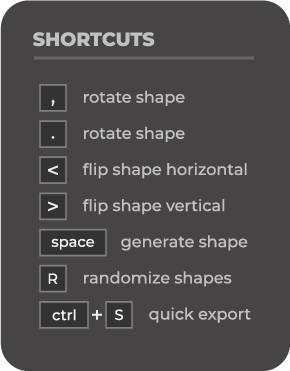 SHORTCUTS
, rotate shape
. rotate shape
< flip shape horizontal
> flip shape vertical
space generate shape
R randomize shapes
ctrl + S quick export